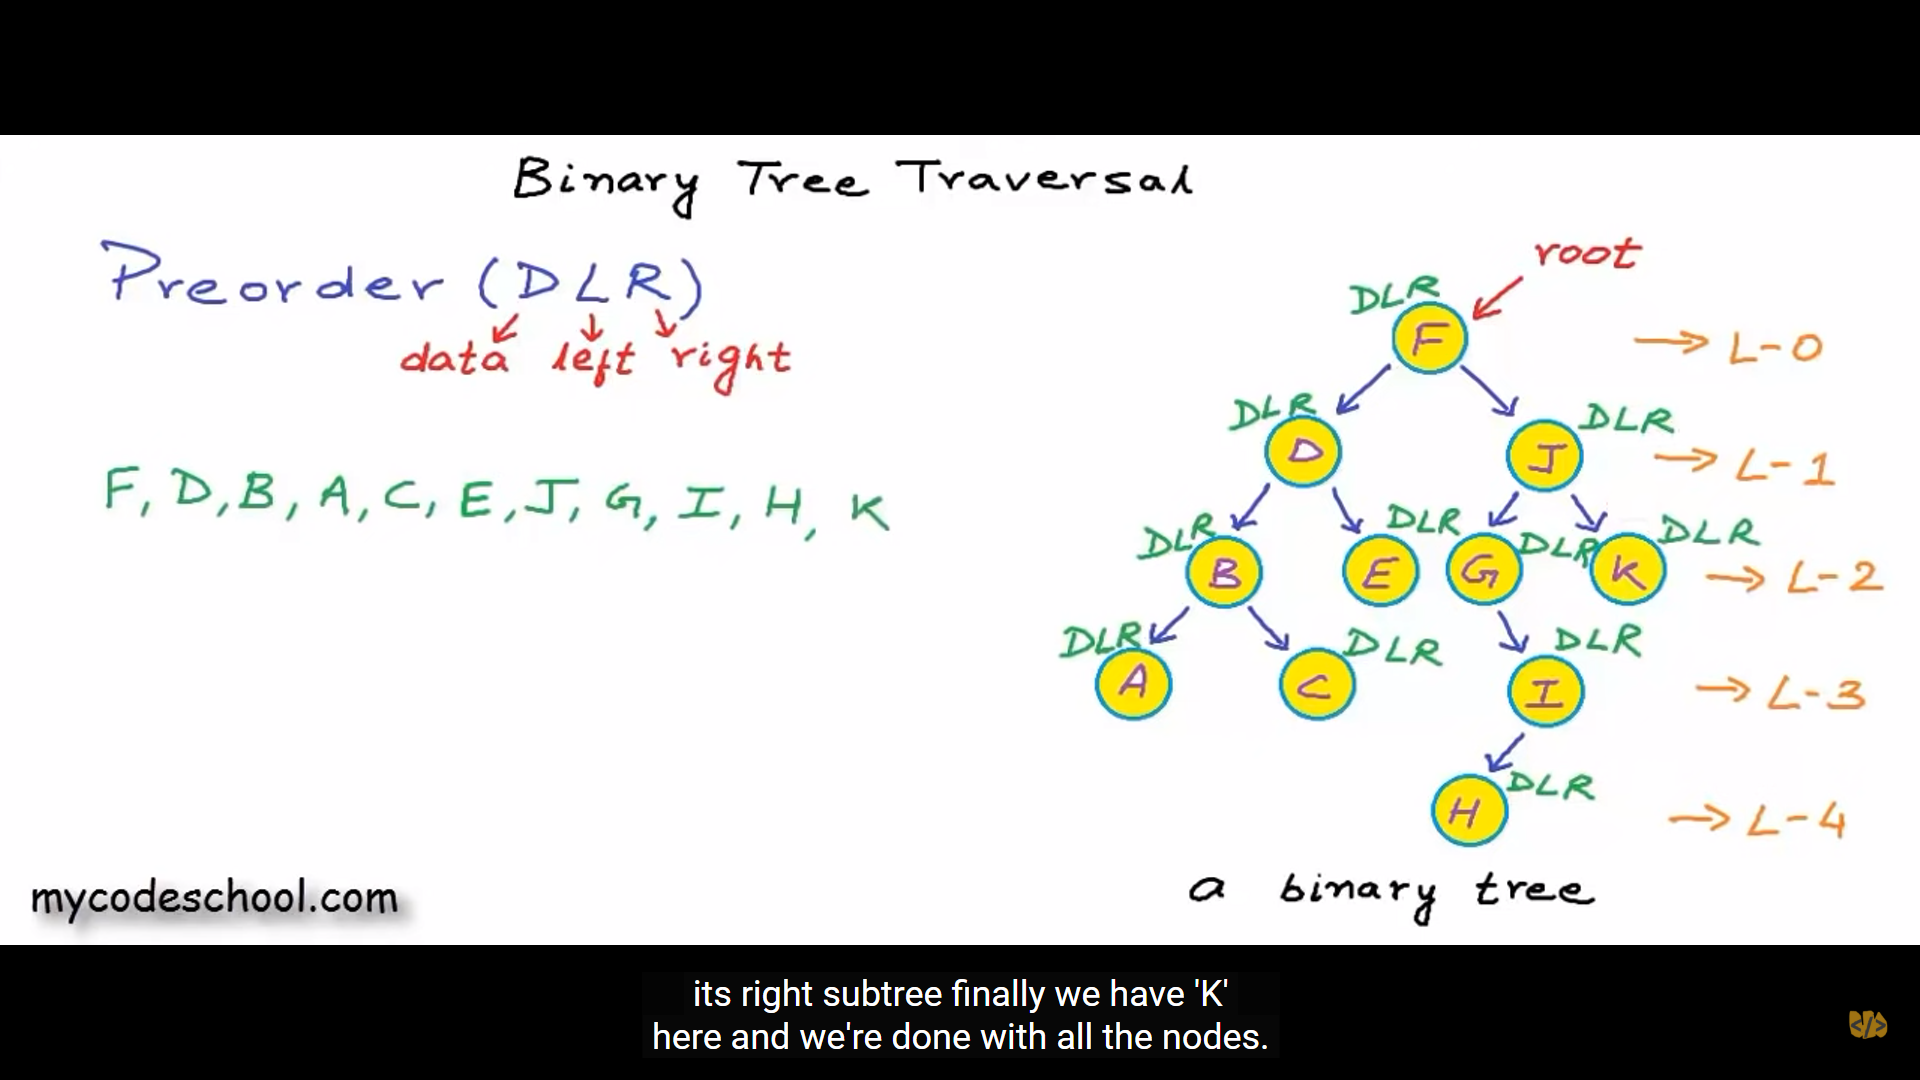 Binary Tree Traversal
Preorder (DLR)
data left right
F, D, B, A, C, E, J, G, I, H, K
root
DLR
F
→ L-0
DLR
DLR
D
J
→ L-1
DLR
DLR
DLR
DLR
B
E
G
K
→ L-2
DLR
DLR
DLR
A
C
I
→ L-3
DLR
H
→ L-4
a binary tree
mycodeschool.com
its right subtree finally we have 'K'
here and we're done with all the nodes.